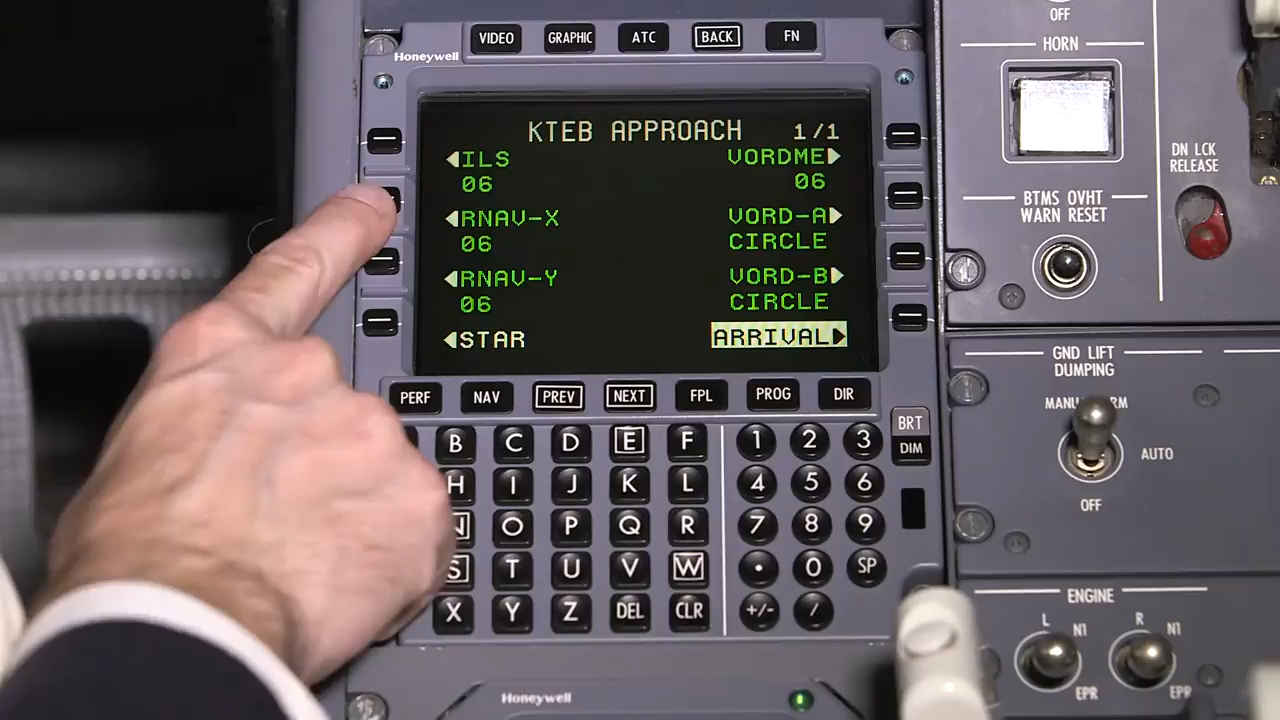 VIDEO GRAPHIC ATC BACK FN
Honeywell
KTEB APPROACH 1/1
ILS VORDME
06 06
RNAV-X VORD-A
06 CIRCLE
RNAV-Y VORD-B
06 CIRCLE
STAR ARRIVAL
PERF NAV PREV NEXT FPL PROG DIR
B C D E F 1 2 3
BRT
DIM
H I J K L 4 5 6
N O P Q R 7 8 9
S T U V W . 0 SP
X Y Z DEL CLR +/- /
Honeywell
OFF
HORN
DN LCK
RELEASE
BTMS OVHT
WARN RESET
GND LIFT
DUMPING
AUTO
OFF
ENGINE
L N1 R N1
EPR EPR